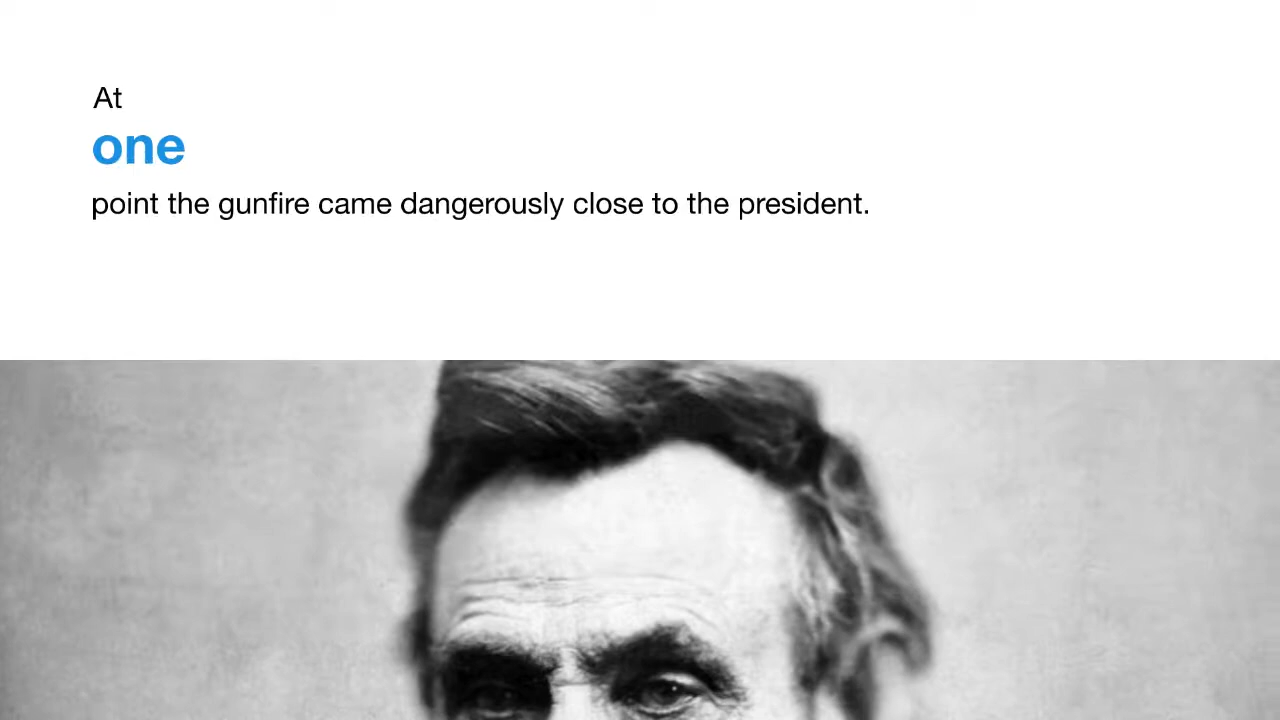 At
one
point the gunfire came dangerously close to the president.